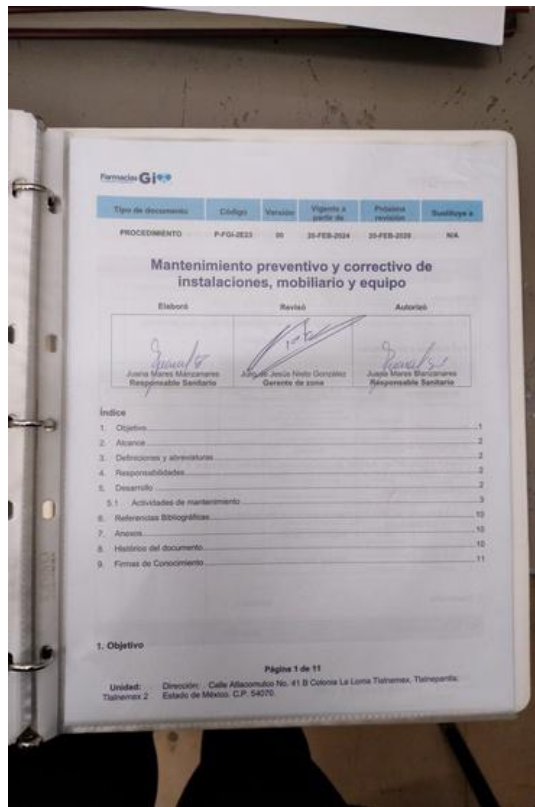 Farmacias Gi
Tipo de documento Código Versión Vigente a partir de Próxima revisión Sustituye a
PROCEDIMIENTO P-FGI-2E23 00 20-FEB-2024 20-FEB-2026 N/A
Mantenimiento preventivo y correctivo de
instalaciones, mobiliario y equipo
Elaboró Revisó Autorizó
Juana Mares Manzanares de Jesús Nieto González Juana Mares Manzanares
Responsable Sanitario Gerente de zona Responsable Sanitario
Índice
1. Objetivo 1
2. Alcance 2
3. Definiciones y abreviaturas 2
4. Responsabilidades 2
5. Desarrollo 2
5.1 Actividades de mantenimiento 3
6. Referencias Bibliográficas 10
7. Anexos 10
8. Histórico del documento 10
9. Firmas de Conocimiento 11
1. Objetivo
Página 1 de 11
Unidad: Dirección: Calle Atlacomulco No. 41 B Colonia La Loma Tlalnemex, Tlalnepantla;
Tlalnemex 2 Estado de México. C.P. 54070.